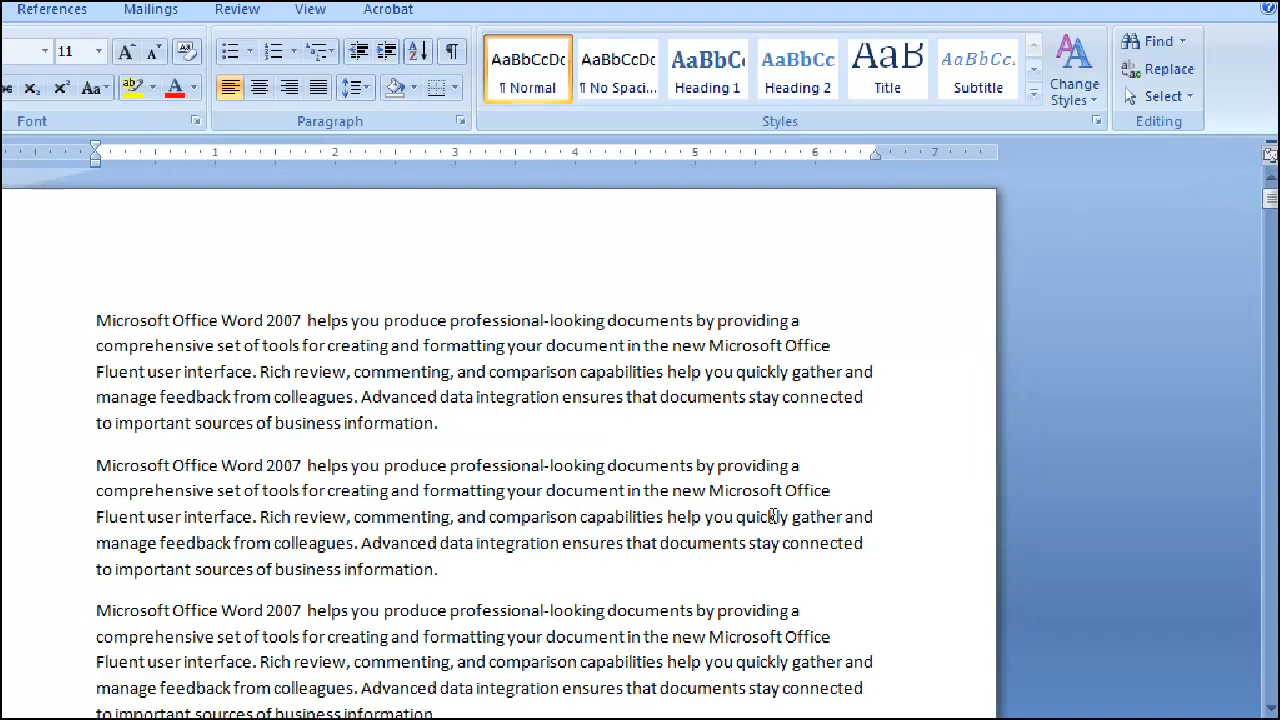 References Mailings Review View Acrobat
11
Aa
AaBbCcDc AaBbCcDc AaBbC AaBbCc AaB AaBbCc.
¶ Normal ¶ No Spaci... Heading 1 Heading 2 Title Subtitle
Change Styles
Find
Replace
Select
Font Paragraph Styles Editing
1 2 3 4 5 6 7
Microsoft Office Word 2007 helps you produce professional-looking documents by providing a
comprehensive set of tools for creating and formatting your document in the new Microsoft Office
Fluent user interface. Rich review, commenting, and comparison capabilities help you quickly gather and
manage feedback from colleagues. Advanced data integration ensures that documents stay connected
to important sources of business information.
Microsoft Office Word 2007 helps you produce professional-looking documents by providing a
comprehensive set of tools for creating and formatting your document in the new Microsoft Office
Fluent user interface. Rich review, commenting, and comparison capabilities help you quickly gather and
manage feedback from colleagues. Advanced data integration ensures that documents stay connected
to important sources of business information.
Microsoft Office Word 2007 helps you produce professional-looking documents by providing a
comprehensive set of tools for creating and formatting your document in the new Microsoft Office
Fluent user interface. Rich review, commenting, and comparison capabilities help you quickly gather and
manage feedback from colleagues. Advanced data integration ensures that documents stay connected
to important sources of business information.